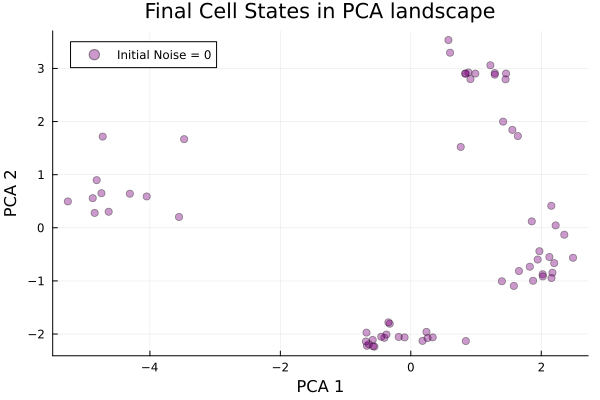 Final Cell States in PCA landscape
Initial Noise = 0
PCA 2
3
2
1
0
−1
−2
−4
−2
0
2
PCA 1